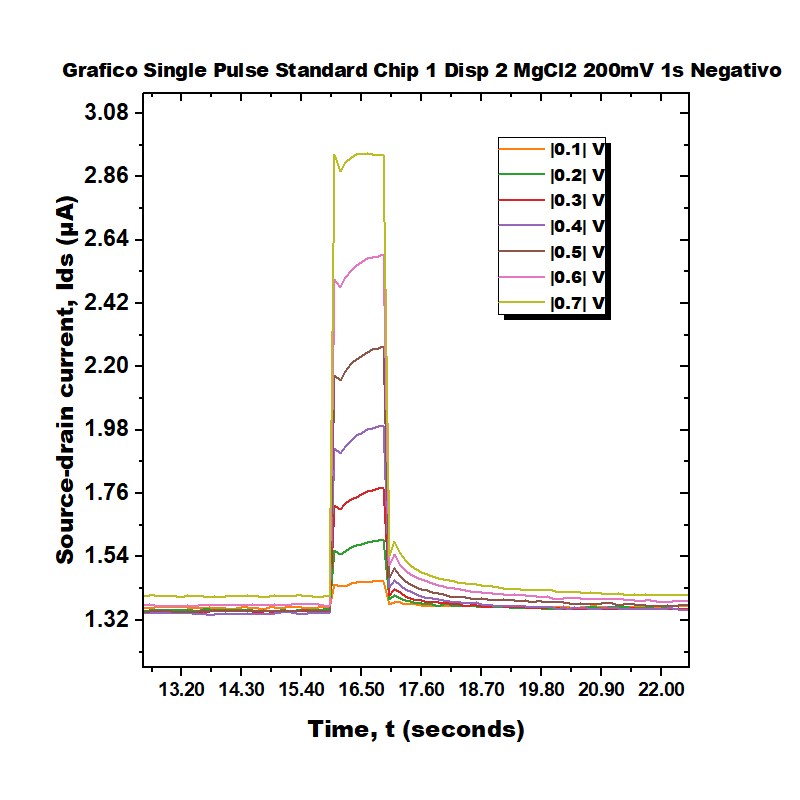 Grafico Single Pulse Standard Chip 1 Disp 2 MgCl2 200mV 1s Negativo
3.08
2.86
2.64
2.42
2.20
1.98
1.76
1.54
1.32
Source-drain current, Ids (µA)
|0.1| V
|0.2| V
|0.3| V
|0.4| V
|0.5| V
|0.6| V
|0.7| V
13.20 14.30 15.40 16.50 17.60 18.70 19.80 20.90 22.00
Time, t (seconds)